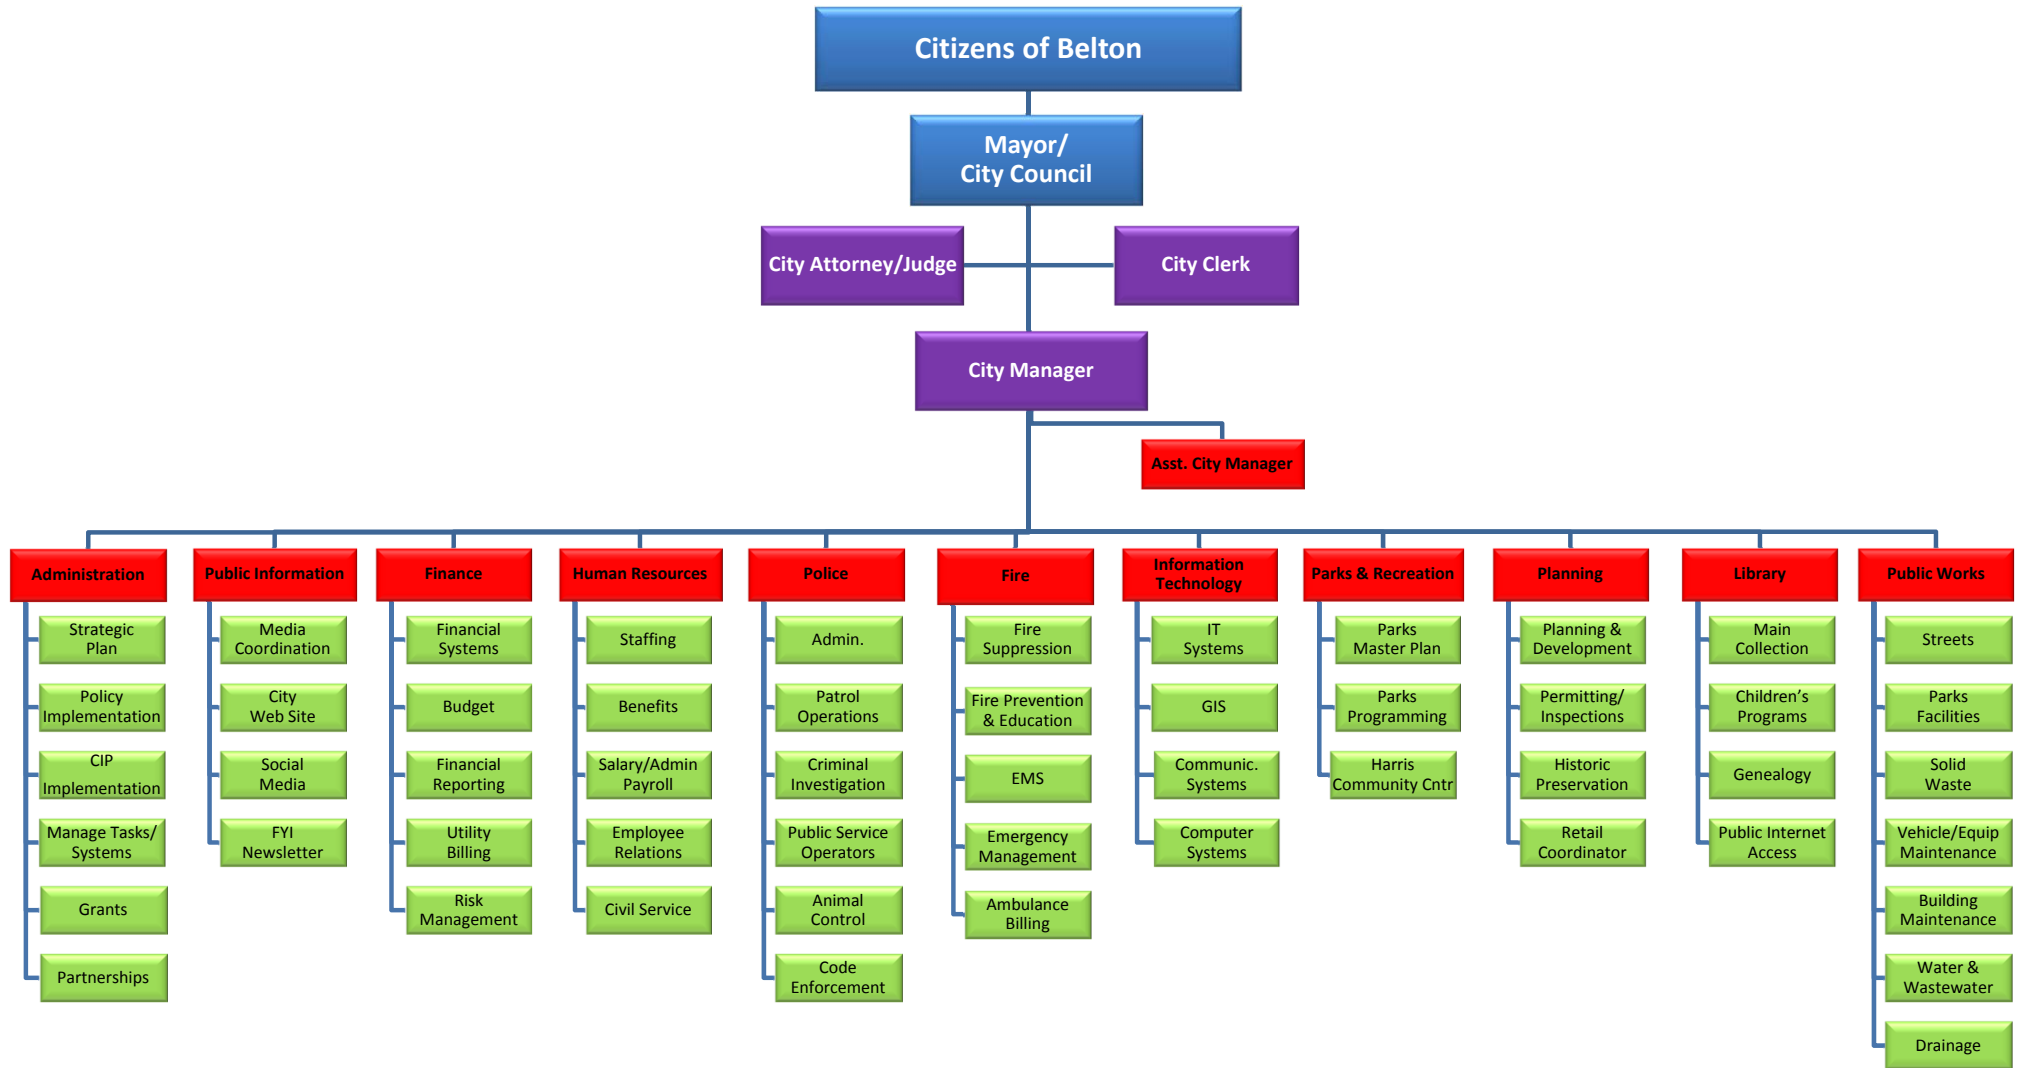 Citizens of Belton
Mayor/
City Council
City Attorney/Judge
City Clerk
City Manager
Asst. City Manager
Administration
Strategic
Plan
Policy
Implementation
CIP
Implementation
Manage Tasks/
Systems
Grants
Partnerships
Public Information
Media
Coordination
City
Web Site
Social
Media
FYI
Newsletter
Finance
Financial
Systems
Budget
Financial
Reporting
Utility
Billing
Risk
Management
Human Resources
Staffing
Benefits
Salary/Admin
Payroll
Employee
Relations
Civil Service
Police
Admin.
Patrol
Operations
Criminal
Investigation
Public Service
Operators
Animal
Control
Code
Enforcement
Fire
Fire
Suppression
Fire Prevention
& Education
EMS
Emergency
Management
Ambulance
Billing
Information
Technology
IT
Systems
GIS
Communic.
Systems
Computer
Systems
Parks & Recreation
Parks
Master Plan
Parks
Programming
Harris
Community Cntr
Planning
Planning &
Development
Permitting/
Inspections
Historic
Preservation
Retail
Coordinator
Library
Main
Collection
Children’s
Programs
Genealogy
Public Internet
Access
Public Works
Streets
Parks
Facilities
Solid
Waste
Vehicle/Equip
Maintenance
Building
Maintenance
Water &
Wastewater
Drainage